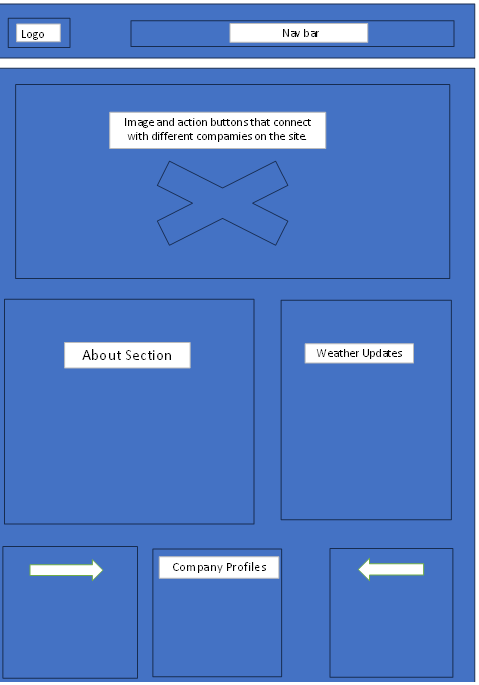 Logo
Nav bar
Image and action buttons that connect
with different compamies on the site.
About Section
Weather Updates
Company Profiles